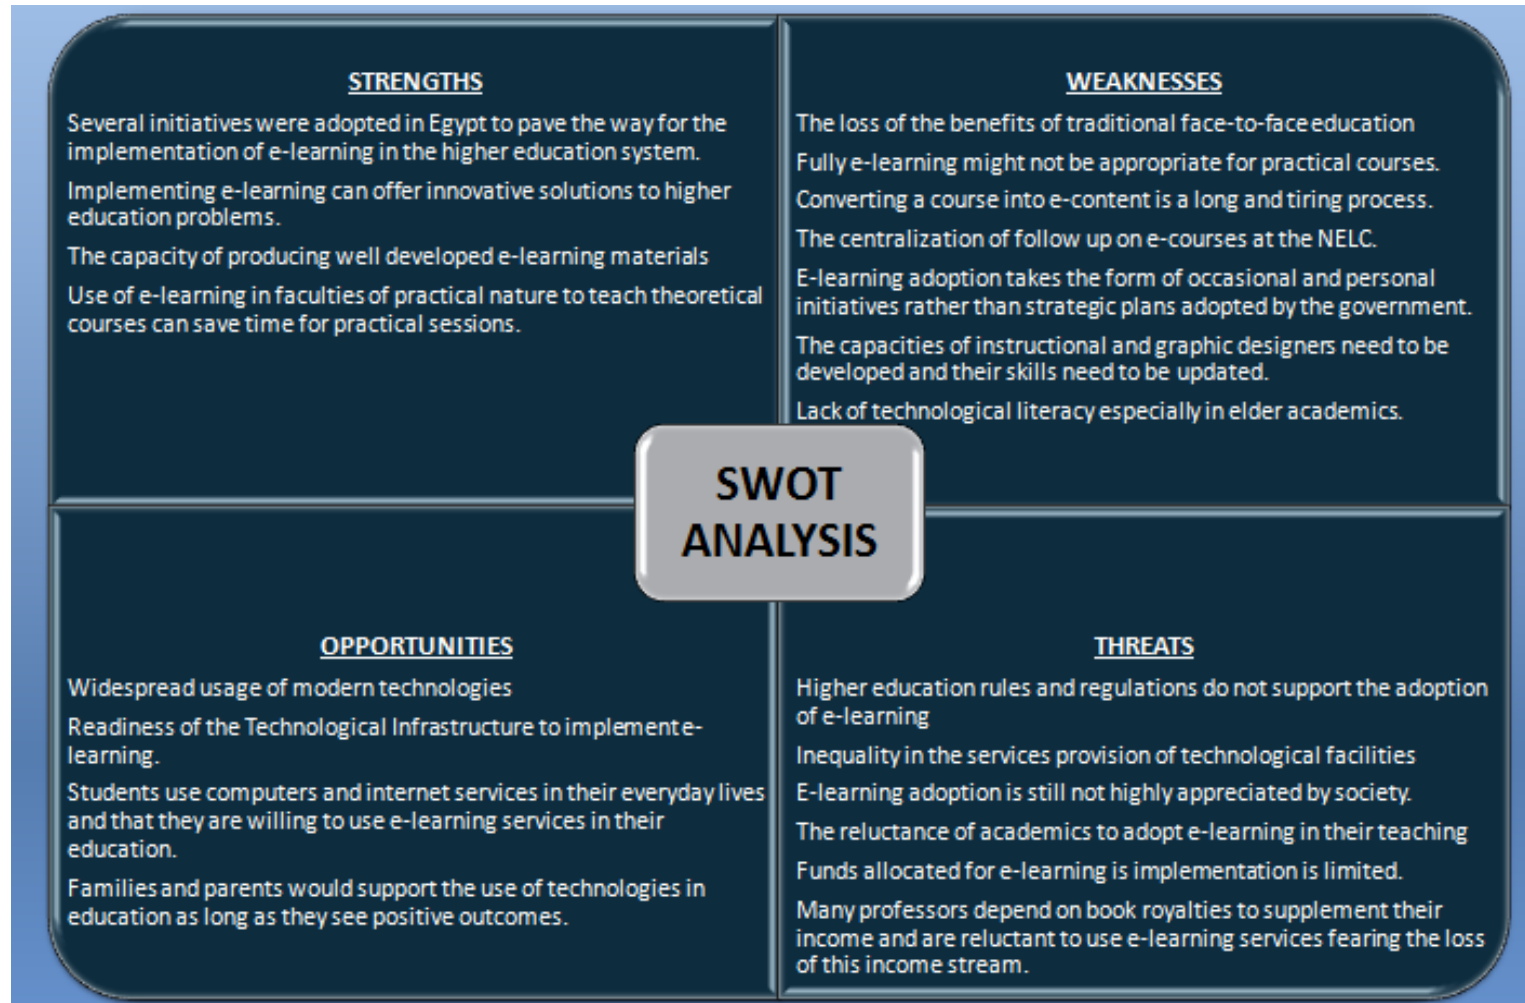 STRENGTHS
Several initiatives were adopted in Egypt to pave the way for the
implementation of e-learning in the higher education system.
Implementing e-learning can offer innovative solutions to higher
education problems.
The capacity of producing well developed e-learning materials
Use of e-learning in faculties of practical nature to teach theoretical
courses can save time for practical sessions.
WEAKNESSES
The loss of the benefits of traditional face-to-face education
Fully e-learning might not be appropriate for practical courses.
Converting a course into e-content is a long and tiring process.
The centralization of follow up on e-courses at the NELC.
E-learning adoption takes the form of occasional and personal
initiatives rather than strategic plans adopted by the government.
The capacities of instructional and graphic designers need to be
developed and their skills need to be updated.
Lack of technological literacy especially in elder academics.
SWOT
ANALYSIS
OPPORTUNITIES
Widespread usage of modern technologies
Readiness of the Technological Infrastructure to implement e-
learning.
Students use computers and internet services in their everyday lives
and that they are willing to use e-learning services in their
education.
Families and parents would support the use of technologies in
education as long as they see positive outcomes.
THREATS
Higher education rules and regulations do not support the adoption
of e-learning
Inequality in the services provision of technological facilities
E-learning adoption is still not highly appreciated by society.
The reluctance of academics to adopt e-learning in their teaching
Funds allocated for e-learning is implementation is limited.
Many professors depend on book royalties to supplement their
income and are reluctant to use e-learning services fearing the loss
of this income stream.